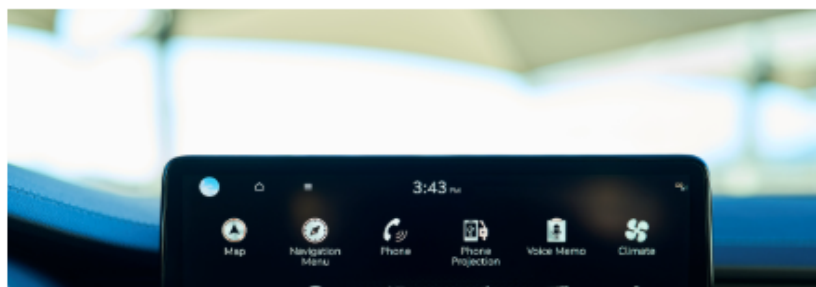 3:43 PM
Map
Navigation Menu
Phone
Phone Projection
Voice Memo
Climate